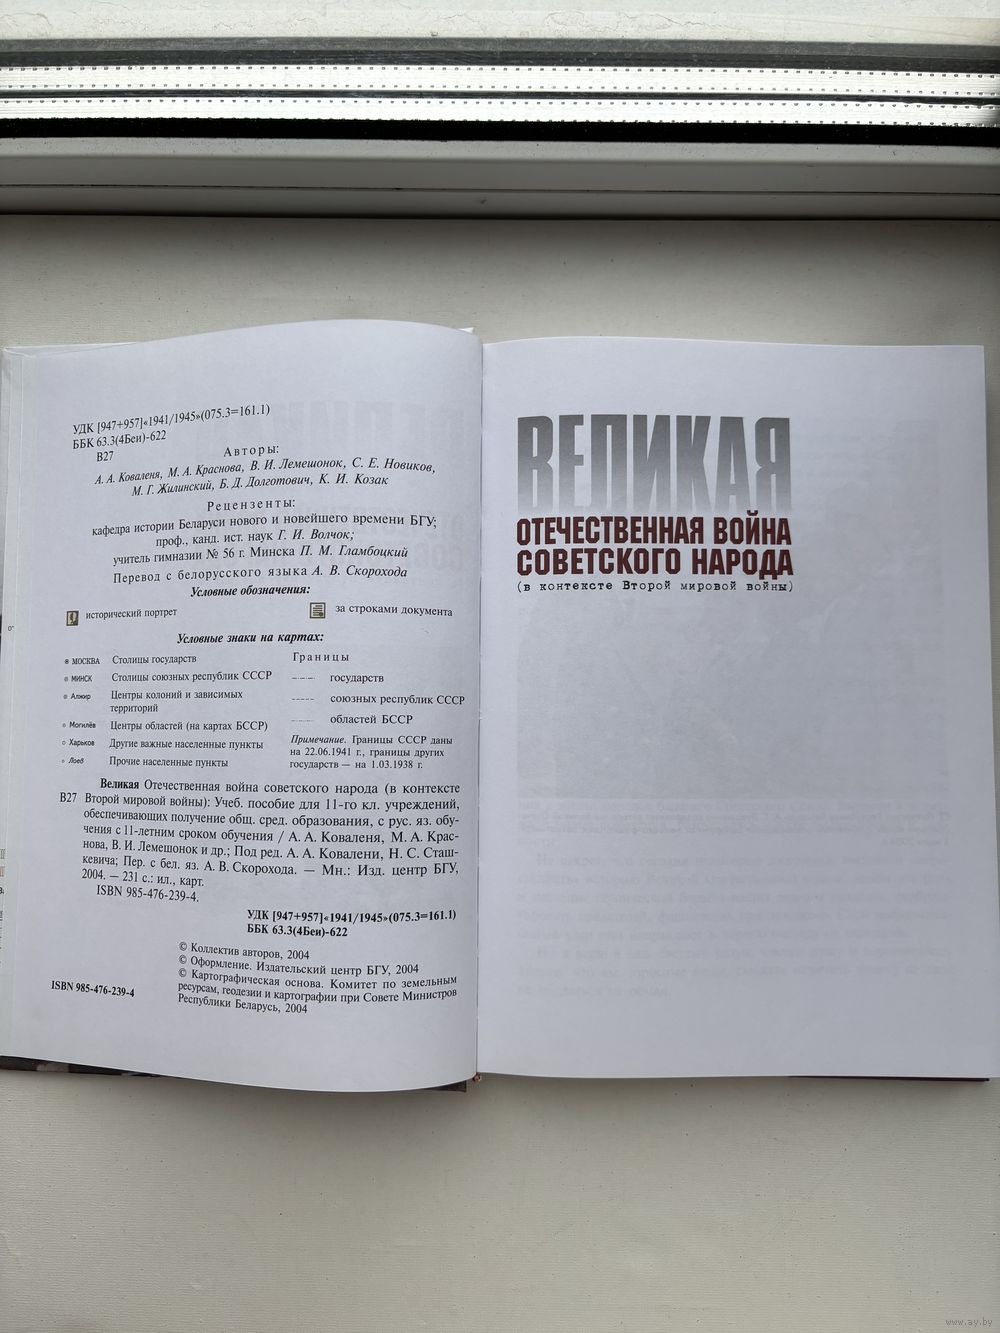 УДК [947+957]«1941/1945»(075.3=161.1)
ББК 63.3(4Беи)-622
В27
Авторы:
А. А. Коваленя, М. А. Краснова, В. И. Лемешонок, С. Е. Новиков,
М. Г. Жилинский, Б. Д. Долготович, К. И. Козак
Рецензенты:
кафедра истории Беларуси нового и новейшего времени БГУ;
проф., канд. ист. наук Г. И. Волчок;
учитель гимназии № 56 г. Минска П. М. Гламбоцкий
Перевод с белорусского языка А. В. Скорохода
Условные обозначения:
исторический портрет
за строками документа
Условные знаки на картах:
МОСКВА Столицы государств
МИНСК Столицы союзных республик СССР
Алжир Центры колоний и зависимых
территорий
Могилёв Центры областей (на картах БССР)
Харьков Другие важные населенные пункты
Лоев Прочие населенные пункты
Границы
государств
союзных республик СССР
областей БССР
Примечание. Границы СССР даны
на 22.06.1941 г., границы других
государств — на 1.03.1938 г.
Великая Отечественная война советского народа (в контексте
В27 Второй мировой войны): Учеб. пособие для 11-го кл. учреждений,
обеспечивающих получение общ. сред. образования, с рус. яз. обу-
чения с 11-летним сроком обучения / А. А. Коваленя, М. А. Крас-
нова, В. И. Лемешонок и др.; Под ред. А. А. Ковалени, Н. С. Сташ-
кевича; Пер. с бел. яз. А. В. Скорохода. — Мн.: Изд. центр БГУ,
2004. — 231 с.: ил., карт.
ISBN 985-476-239-4.
УДК [947+957]«1941/1945»(075.3=161.1)
ББК 63.3(4Беи)-622
© Коллектив авторов, 2004
© Оформление. Издательский центр БГУ, 2004
© Картографическая основа. Комитет по земельным
ресурсам, геодезии и картографии при Совете Министров
Республики Беларусь, 2004
ISBN 985-476-239-4
ВЕЛИКАЯ
ОТЕЧЕСТВЕННАЯ ВОЙНА
СОВЕТСКОГО НАРОДА
(в контексте Второй мировой войны)
www.ay.by